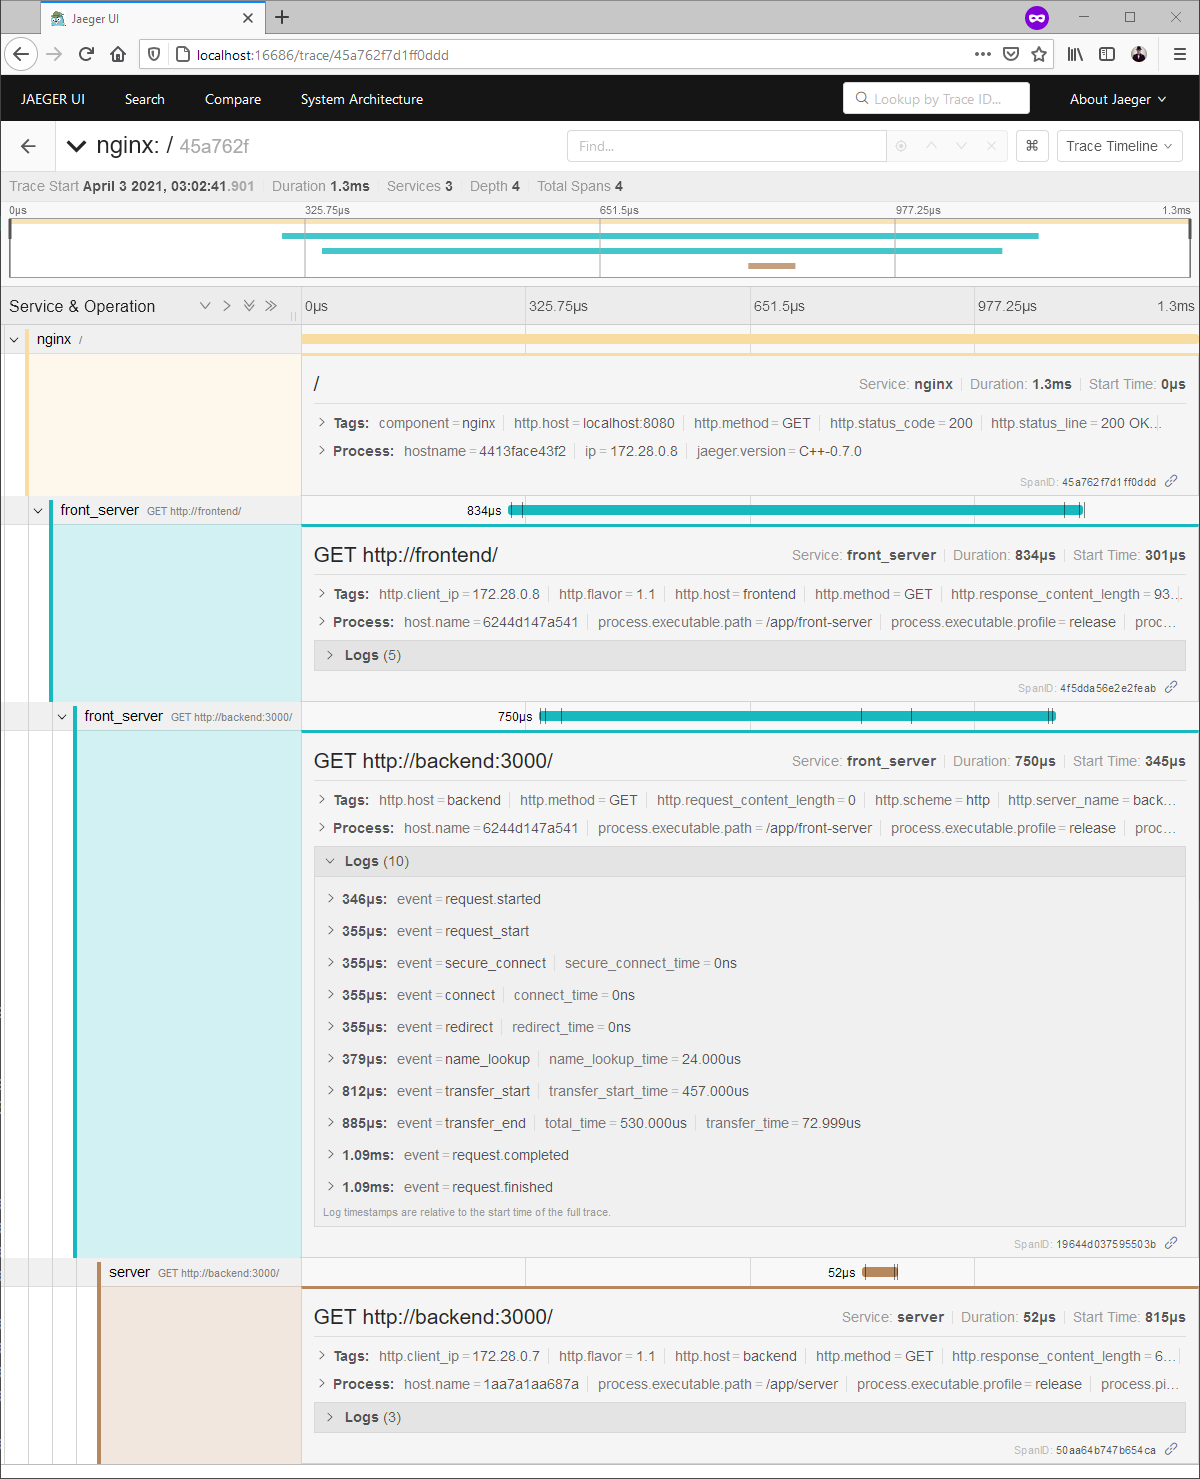 Jaeger UI
localhost:16686/trace/45a762f7d1ff0ddd
JAEGER UI Search Compare System Architecture Lookup by Trace ID... About Jaeger
nginx: / 45a762f Find... ⌘ Trace Timeline
Trace Start April 3 2021, 03:02:41.901 Duration 1.3ms Services 3 Depth 4 Total Spans 4
0μs 325.75μs 651.5μs 977.25μs 1.3ms
Service & Operation 0μs 325.75μs 651.5μs 977.25μs 1.3ms
nginx /
/ Service: nginx Duration: 1.3ms Start Time: 0μs
Tags: component = nginx http.host = localhost:8080 http.method = GET http.status_code = 200 http.status_line = 200 OK...
Process: hostname = 4413face43f2 ip = 172.28.0.8 jaeger.version = C++-0.7.0
SpanID: 45a762f7d1ff0ddd
front_server GET http://frontend/ 834μs
GET http://frontend/ Service: front_server Duration: 834μs Start Time: 301μs
Tags: http.client_ip = 172.28.0.8 http.flavor = 1.1 http.host = frontend http.method = GET http.response_content_length = 93...
Process: host.name = 6244d147a541 process.executable.path = /app/front-server process.executable.profile = release proc...
Logs (5)
SpanID: 4f5dda56e2e2feab
front_server GET http://backend:3000/ 750μs
GET http://backend:3000/ Service: front_server Duration: 750μs Start Time: 345μs
Tags: http.host = backend http.method = GET http.request_content_length = 0 http.scheme = http http.server_name = back...
Process: host.name = 6244d147a541 process.executable.path = /app/front-server process.executable.profile = release proc...
Logs (10)
346μs: event = request.started
355μs: event = request_start
355μs: event = secure_connect secure_connect_time = 0ns
355μs: event = connect connect_time = 0ns
355μs: event = redirect redirect_time = 0ns
379μs: event = name_lookup name_lookup_time = 24.000us
812μs: event = transfer_start transfer_start_time = 457.000us
885μs: event = transfer_end total_time = 530.000us transfer_time = 72.999us
1.09ms: event = request.completed
1.09ms: event = request.finished
Log timestamps are relative to the start time of the full trace.
SpanID: 19644d037595503b
server GET http://backend:3000/ 52μs
GET http://backend:3000/ Service: server Duration: 52μs Start Time: 815μs
Tags: http.client_ip = 172.28.0.7 http.flavor = 1.1 http.host = backend http.method = GET http.response_content_length = 6...
Process: host.name = 1aa7a1aa687a process.executable.path = /app/server process.executable.profile = release process.pi...
Logs (3)
SpanID: 50aa64b747b654ca